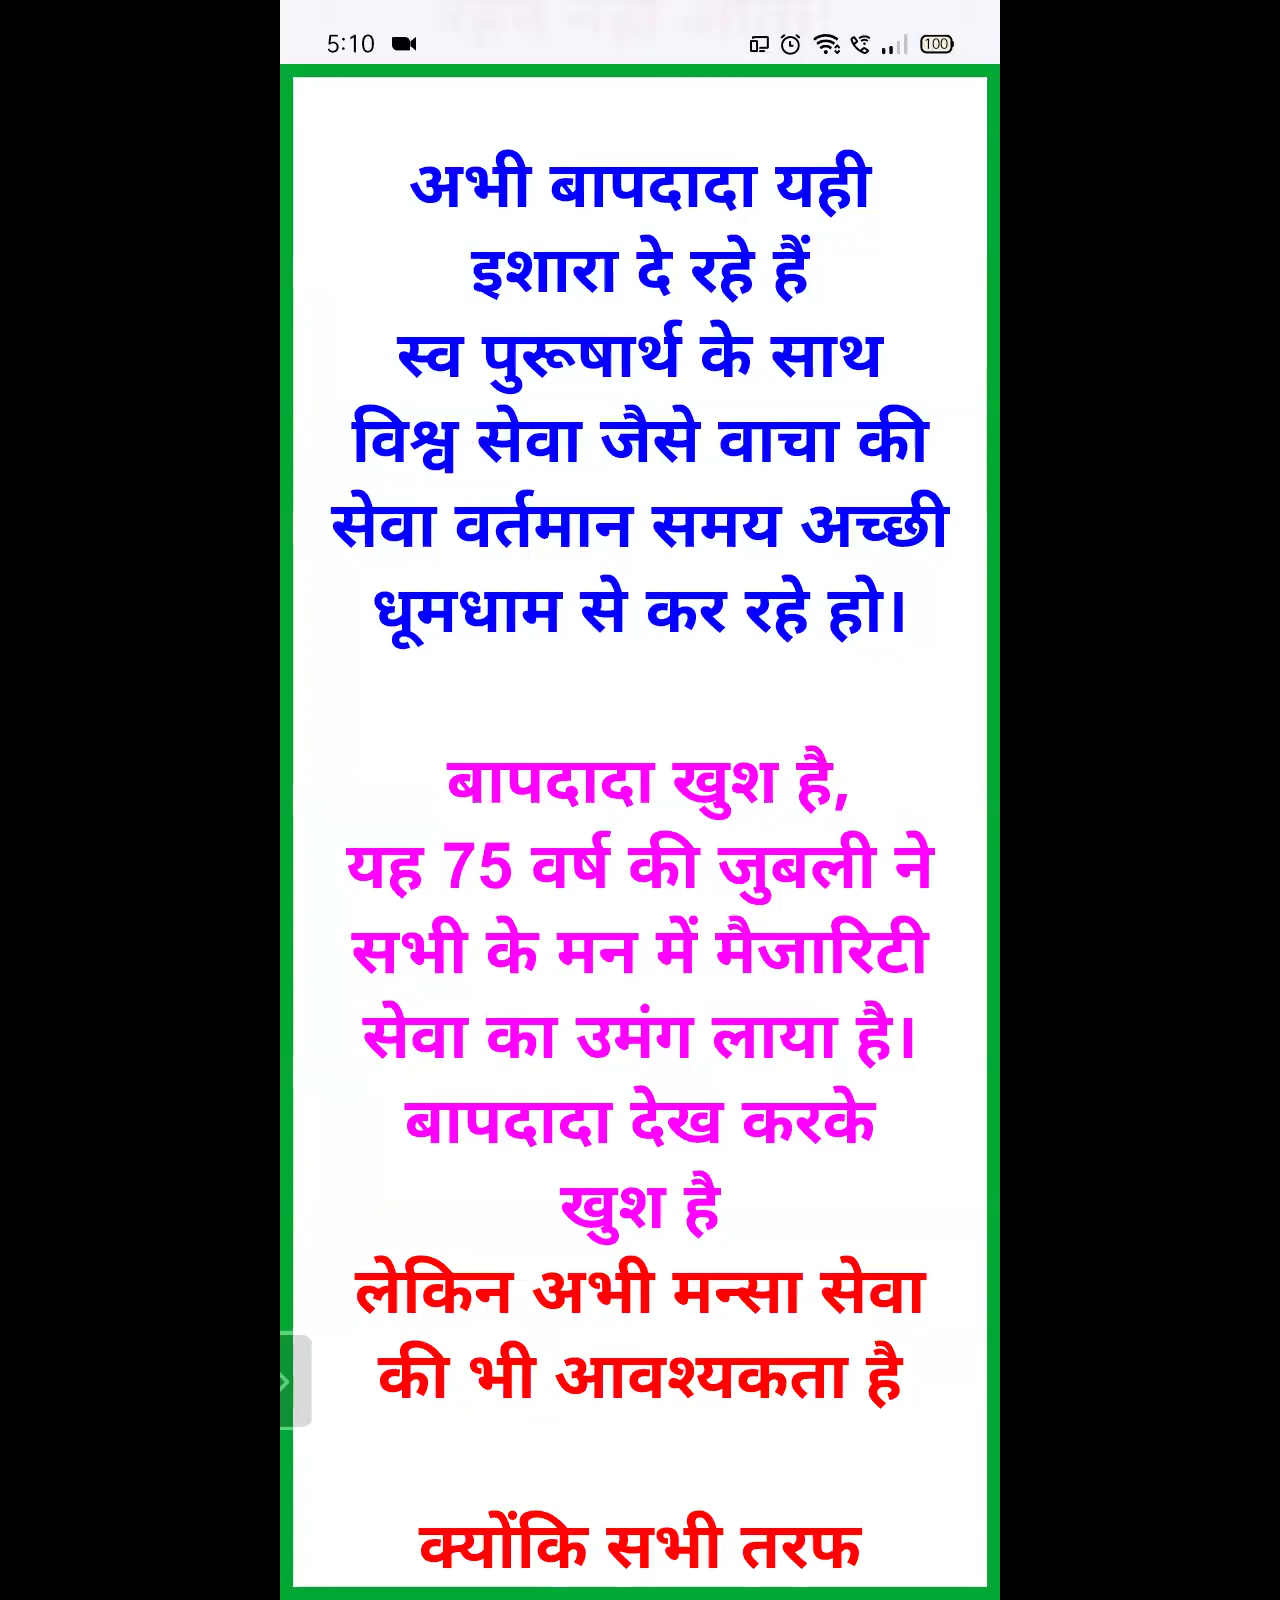 5:10
100
अभी बापदादा यही
इशारा दे रहे हैं
स्व पुरूषार्थ के साथ
विश्व सेवा जैसे वाचा की
सेवा वर्तमान समय अच्छी
धूमधाम से कर रहे हो।
बापदादा खुश है,
यह 75 वर्ष की जुबली ने
सभी के मन में मैजारिटी
सेवा का उमंग लाया है।
बापदादा देख करके
खुश है
लेकिन अभी मन्सा सेवा
की भी आवश्यकता है
क्योंकि सभी तरफ